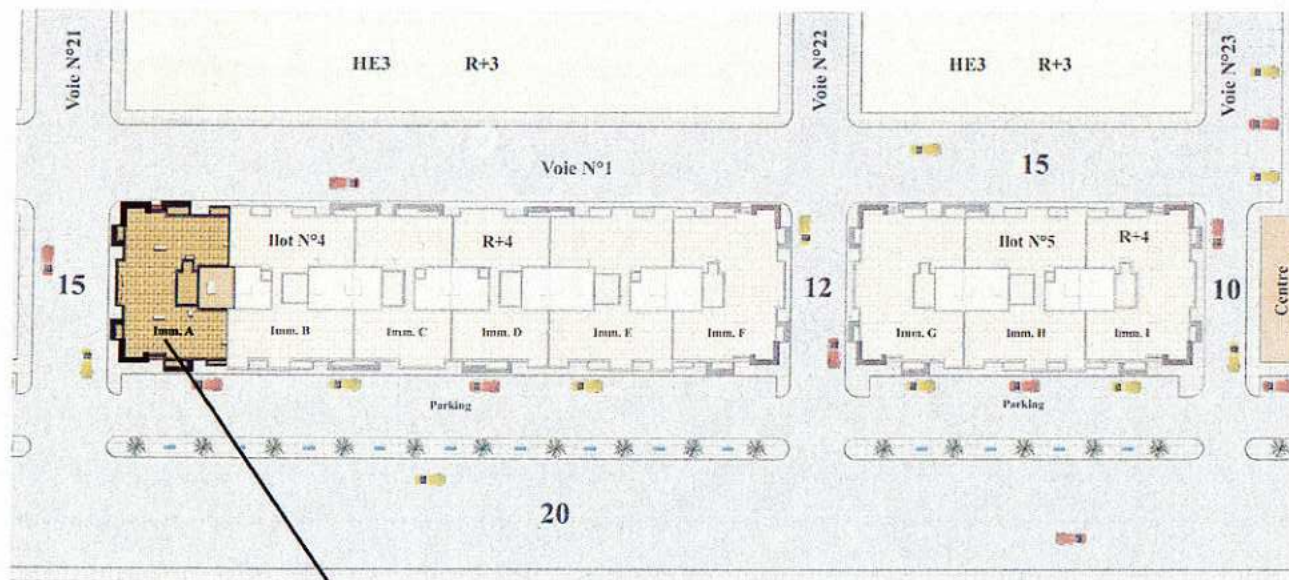 Voie N°21
HE3 R+3
Voie N°22
HE3 R+3
Voie N°23
Voie N°1
15
Ilot N°4 R+4
Ilot N°5 R+4
15
12
10
Centre
Imm. A
Imm. B
Imm. C
Imm. D
Imm. E
Imm. F
Imm. G
Imm. H
Imm. I
Parking
Parking
20